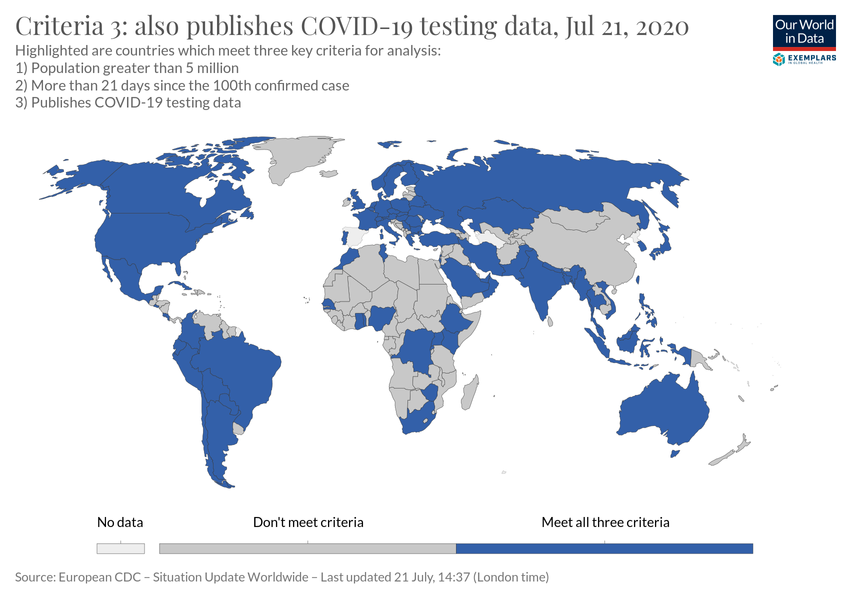 Criteria 3: also publishes COVID-19 testing data, Jul 21, 2020
Our World
in Data
EXEMPLARS
IN GLOBAL HEALTH
Highlighted are countries which meet three key criteria for analysis:
1) Population greater than 5 million
2) More than 21 days since the 100th confirmed case
3) Publishes COVID-19 testing data
No data
Don't meet criteria
Meet all three criteria
Source: European CDC – Situation Update Worldwide – Last updated 21 July, 14:37 (London time)